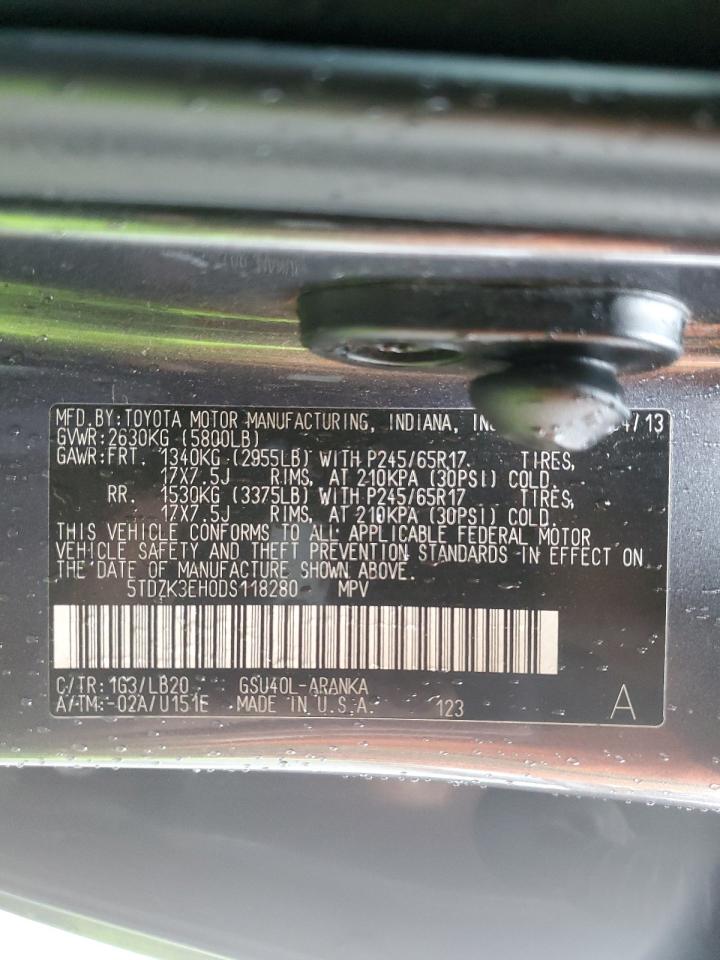 MFD. BY: TOYOTA MOTOR MANUFACTURING, INDIANA, IN 4/13
GVWR: 2630KG (5800LB)
GAWR: FRT. 1340KG (2955LB) WITH P245/65R17 TIRES,
17X7.5J RIMS, AT 210KPA (30PSI) COLD.
RR. 1530KG (3375LB) WITH P245/65R17 TIRES,
17X7.5J RIMS, AT 210KPA (30PSI) COLD.
THIS VEHICLE CONFORMS TO ALL APPLICABLE FEDERAL MOTOR
VEHICLE SAFETY AND THEFT PREVENTION STANDARDS IN EFFECT ON
THE DATE OF MANUFACTURE SHOWN ABOVE.
5TDZK3EH0DS118280 MPV
C/TR: 1G3/LB20 GSU40L-ARANKA
A/TM: -02A/U151E MADE IN U.S.A. 123 A